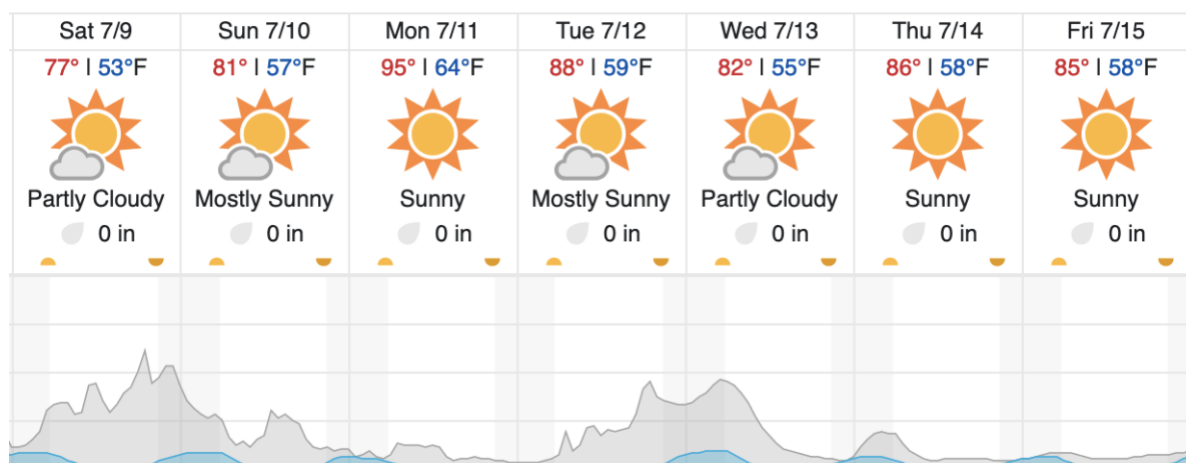 Sat 7/9 Sun 7/10 Mon 7/11 Tue 7/12 Wed 7/13 Thu 7/14 Fri 7/15
77° | 53°F 81° | 57°F 95° | 64°F 88° | 59°F 82° | 55°F 86° | 58°F 85° | 58°F
Partly Cloudy Mostly Sunny Sunny Mostly Sunny Partly Cloudy Sunny Sunny
0 in 0 in 0 in 0 in 0 in 0 in 0 in